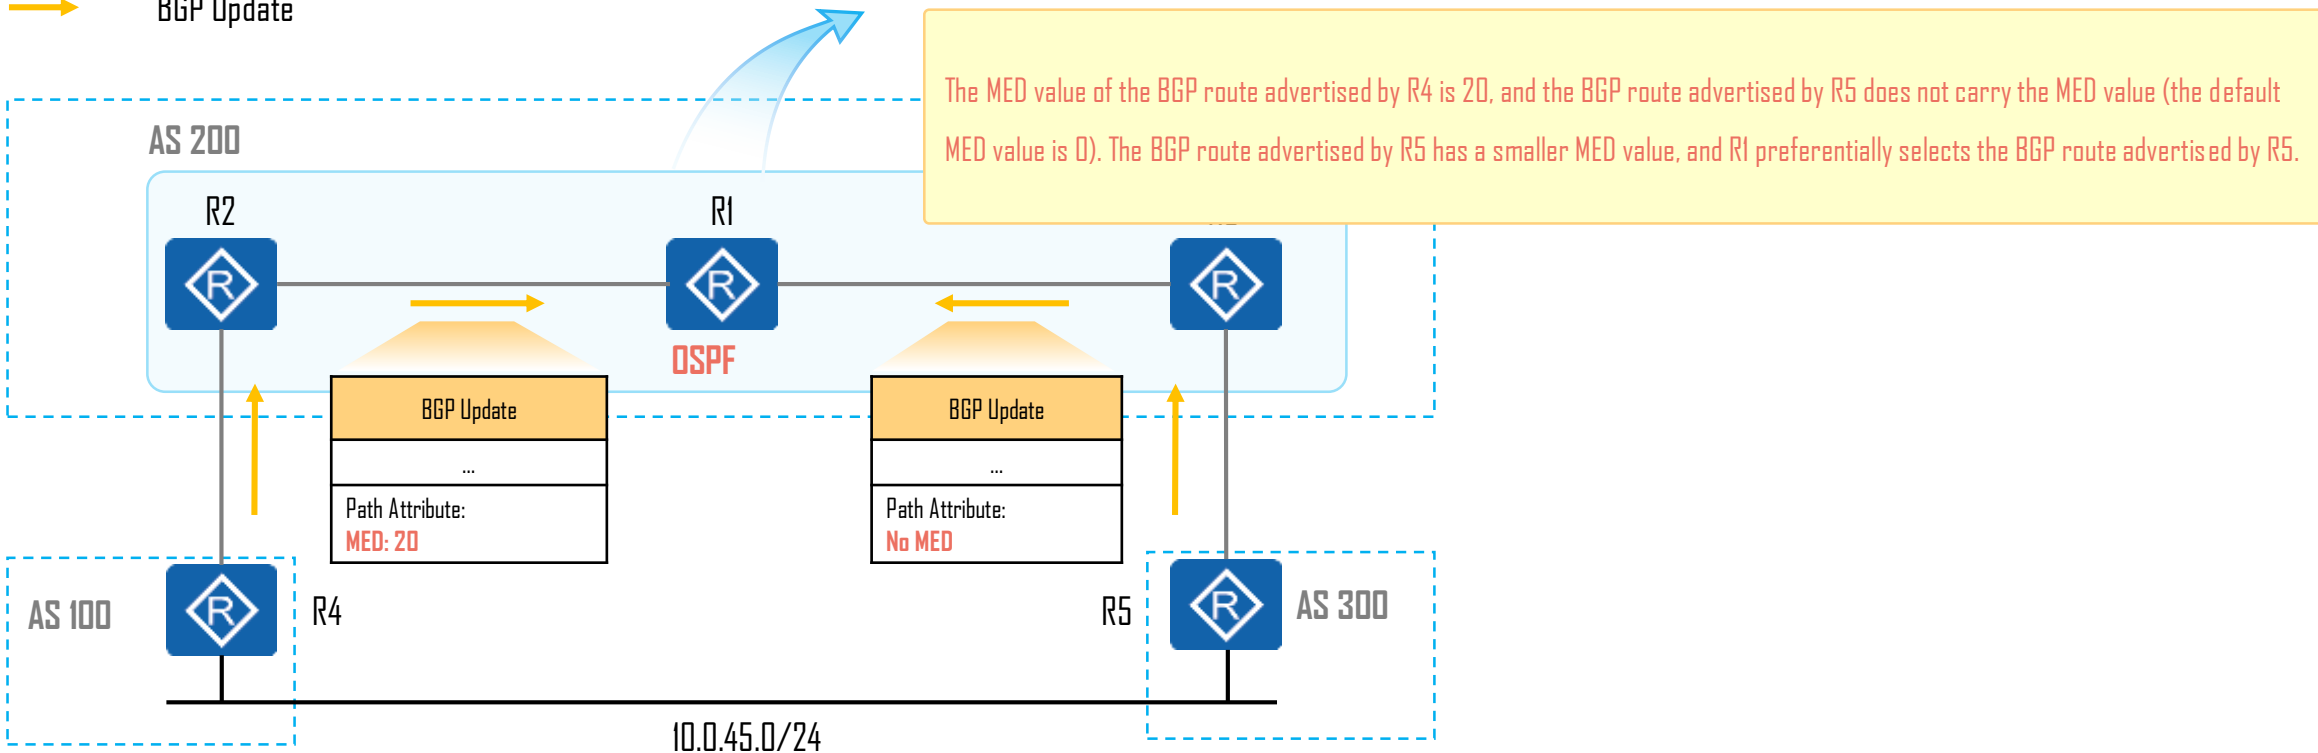 BGP Update
The MED value of the BGP route advertised by R4 is 20, and the BGP route advertised by R5 does not carry the MED value (the default
MED value is 0). The BGP route advertised by R5 has a smaller MED value, and R1 preferentially selects the BGP route advertised by R5.
AS 200
R2
R1
R
R
R
OSPF
BGP Update
...
Path Attribute:
MED: 20
BGP Update
...
Path Attribute:
No MED
AS 100
R
R4
R5
R
AS 300
10.0.45.0/24